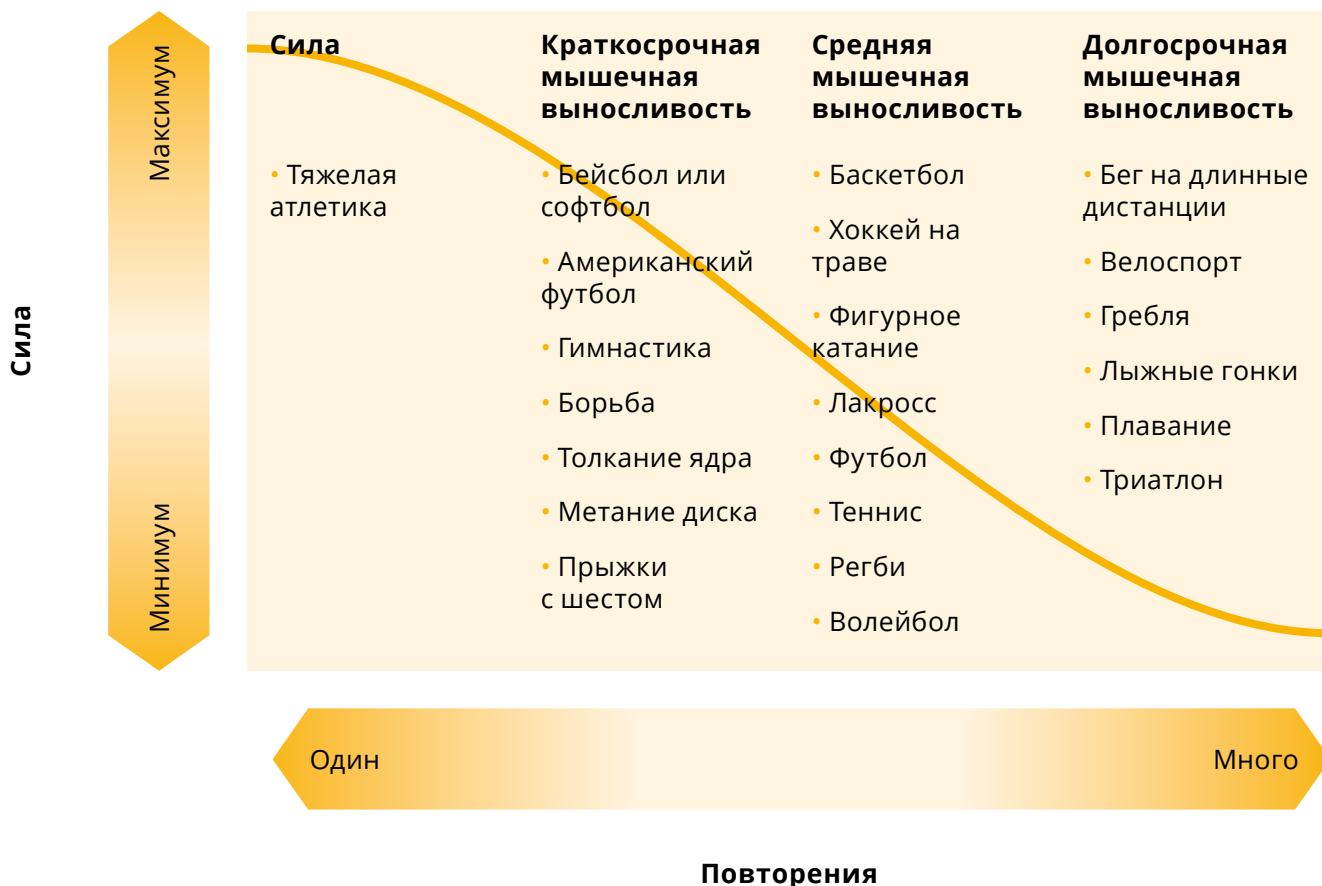 Сила
Максимум
Минимум
Сила
• Тяжелая
атлетика
Краткосрочная
мышечная
выносливость
• Бейсбол или
софтбол
• Американский
футбол
• Гимнастика
• Борьба
• Толкание ядра
• Метание диска
• Прыжки
с шестом
Средняя
мышечная
выносливость
• Баскетбол
• Хоккей на
траве
• Фигурное
катание
• Лакросс
• Футбол
• Теннис
• Регби
• Волейбол
Долгосрочная
мышечная
выносливость
• Бег на длинные
дистанции
• Велоспорт
• Гребля
• Лыжные гонки
• Плавание
• Триатлон
Один
Много
Повторения